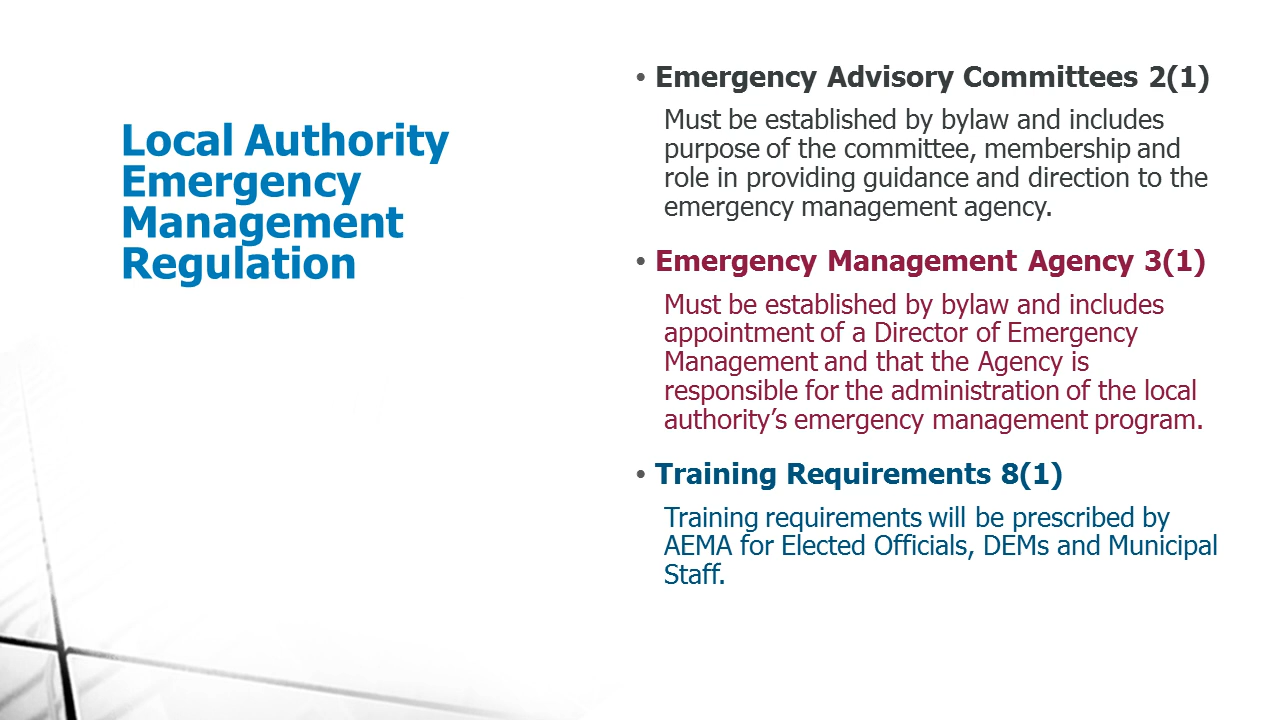 Local Authority
Emergency
Management
Regulation
• Emergency Advisory Committees 2(1)
Must be established by bylaw and includes
purpose of the committee, membership and
role in providing guidance and direction to the
emergency management agency.
• Emergency Management Agency 3(1)
Must be established by bylaw and includes
appointment of a Director of Emergency
Management and that the Agency is
responsible for the administration of the local
authority’s emergency management program.
• Training Requirements 8(1)
Training requirements will be prescribed by
AEMA for Elected Officials, DEMs and Municipal
Staff.